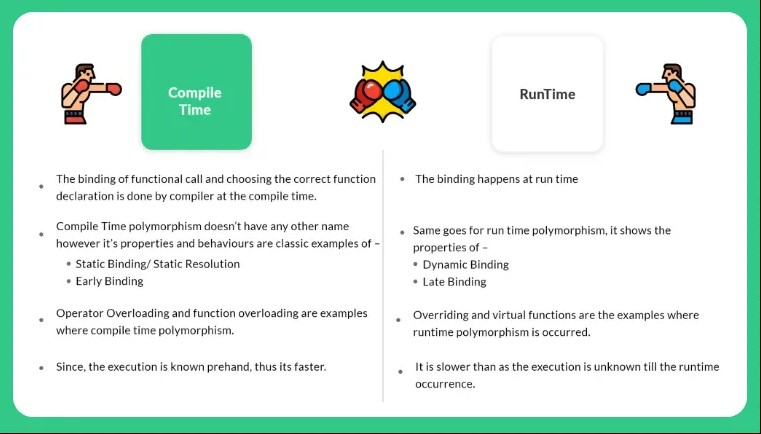 Compile
Time
RunTime
The binding of functional call and choosing the correct function
declaration is done by compiler at the compile time.
Compile Time polymorphism doesn't have any other name
however it's properties and behaviours are classic examples of –
Static Binding/ Static Resolution
Early Binding
Operator Overloading and function overloading are examples
where compile time polymorphism.
Since, the execution is known prehand, thus its faster.
The binding happens at run time
Same goes for run time polymorphism, it shows the
properties of –
Dynamic Binding
Late Binding
Overriding and virtual functions are the examples where
runtime polymorphism is occurred.
It is slower than as the execution is unknown till the runtime
occurrence.